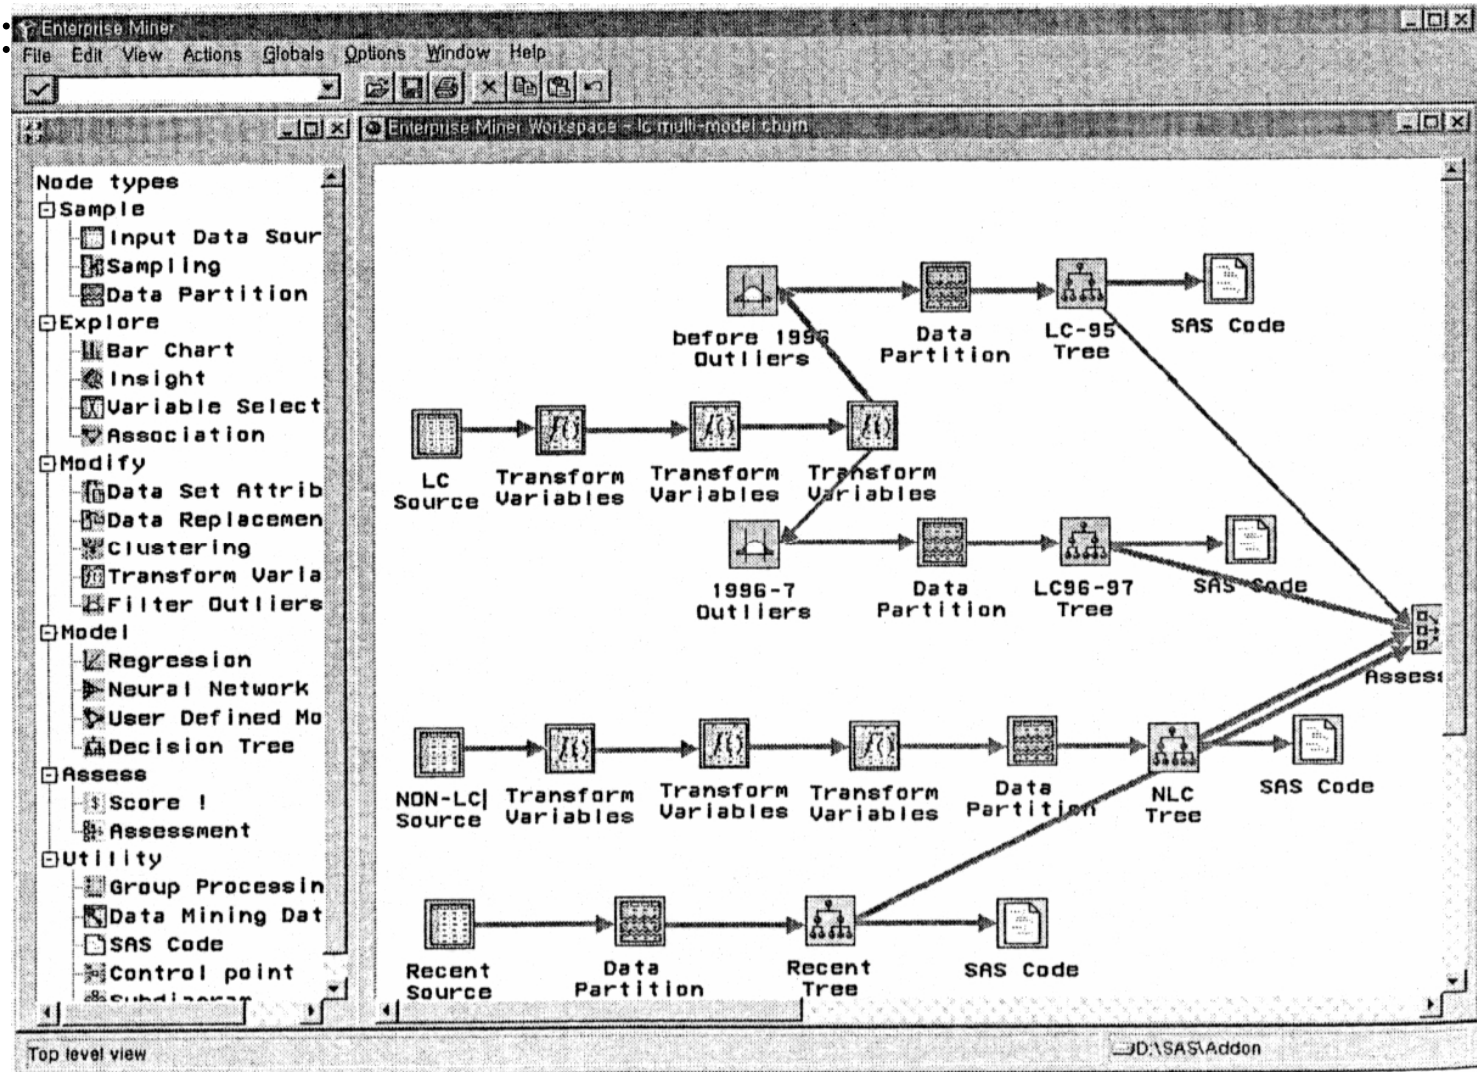 Enterprise Miner
File Edit View Actions Globals Options Window Help
Enterprise Miner Workspace - lc multi-model churn
Node types
Sample
Input Data Sour
Sampling
Data Partition
Explore
Bar Chart
Insight
Variable Select
Association
Modify
Data Set Attrib
Data Replacemen
Clustering
Transform Varia
Filter Outliers
Model
Regression
Neural Network
User Defined Mo
Decision Tree
Assess
Score !
Assessment
Utility
Group Processin
Data Mining Dat
SAS Code
Control point
Subdiagram
before 1996
Outliers
Data
Partition
LC-95
Tree
SAS Code
LC
Source
Transform
Variables
Transform
Variables
Transform
Variables
1996-7
Outliers
Data
Partition
LC96-97
Tree
SAS Code
Assess
NON-LC
Source
Transform
Variables
Transform
Variables
Transform
Variables
Data
Partition
NLC
Tree
SAS Code
Recent
Source
Data
Partition
Recent
Tree
SAS Code
Top level view
D:\SAS\Addon